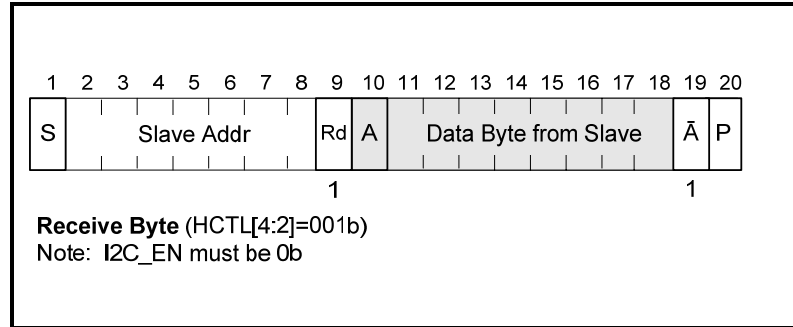 1 2 3 4 5 6 7 8 9 10 11 12 13 14 15 16 17 18 19 20
S Slave Addr Rd A Data Byte from Slave Ā P
1 1
Receive Byte (HCTL[4:2]=001b)
Note: I2C_EN must be 0b